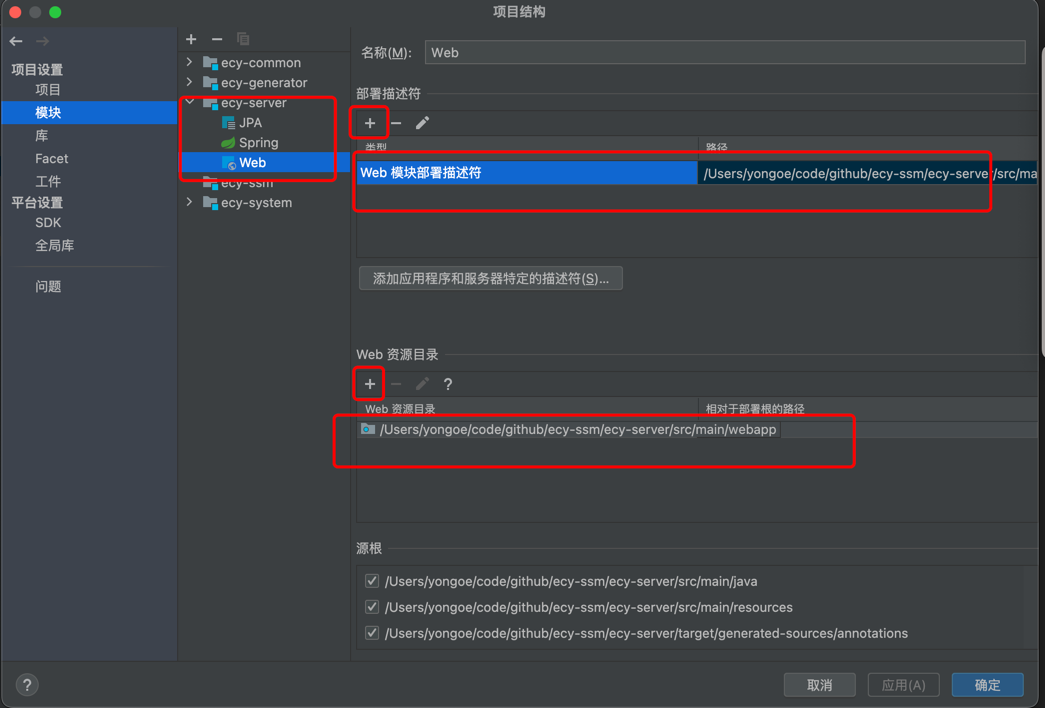 项目结构
项目设置
项目
模块
库
Facet
工件
平台设置
SDK
全局库
问题
ecy-common
ecy-generator
ecy-server
JPA
Spring
Web
ecy-ssm
ecy-system
名称(M): Web
部署描述符
类型 路径
Web 模块部署描述符 /Users/yongoe/code/github/ecy-ssm/ecy-server/src/ma
添加应用程序和服务器特定的描述符(S)...
Web 资源目录
?
Web 资源目录 相对于部署根的路径
/Users/yongoe/code/github/ecy-ssm/ecy-server/src/main/webapp
源根
/Users/yongoe/code/github/ecy-ssm/ecy-server/src/main/java
/Users/yongoe/code/github/ecy-ssm/ecy-server/src/main/resources
/Users/yongoe/code/github/ecy-ssm/ecy-server/target/generated-sources/annotations
? 取消 应用(A) 确定